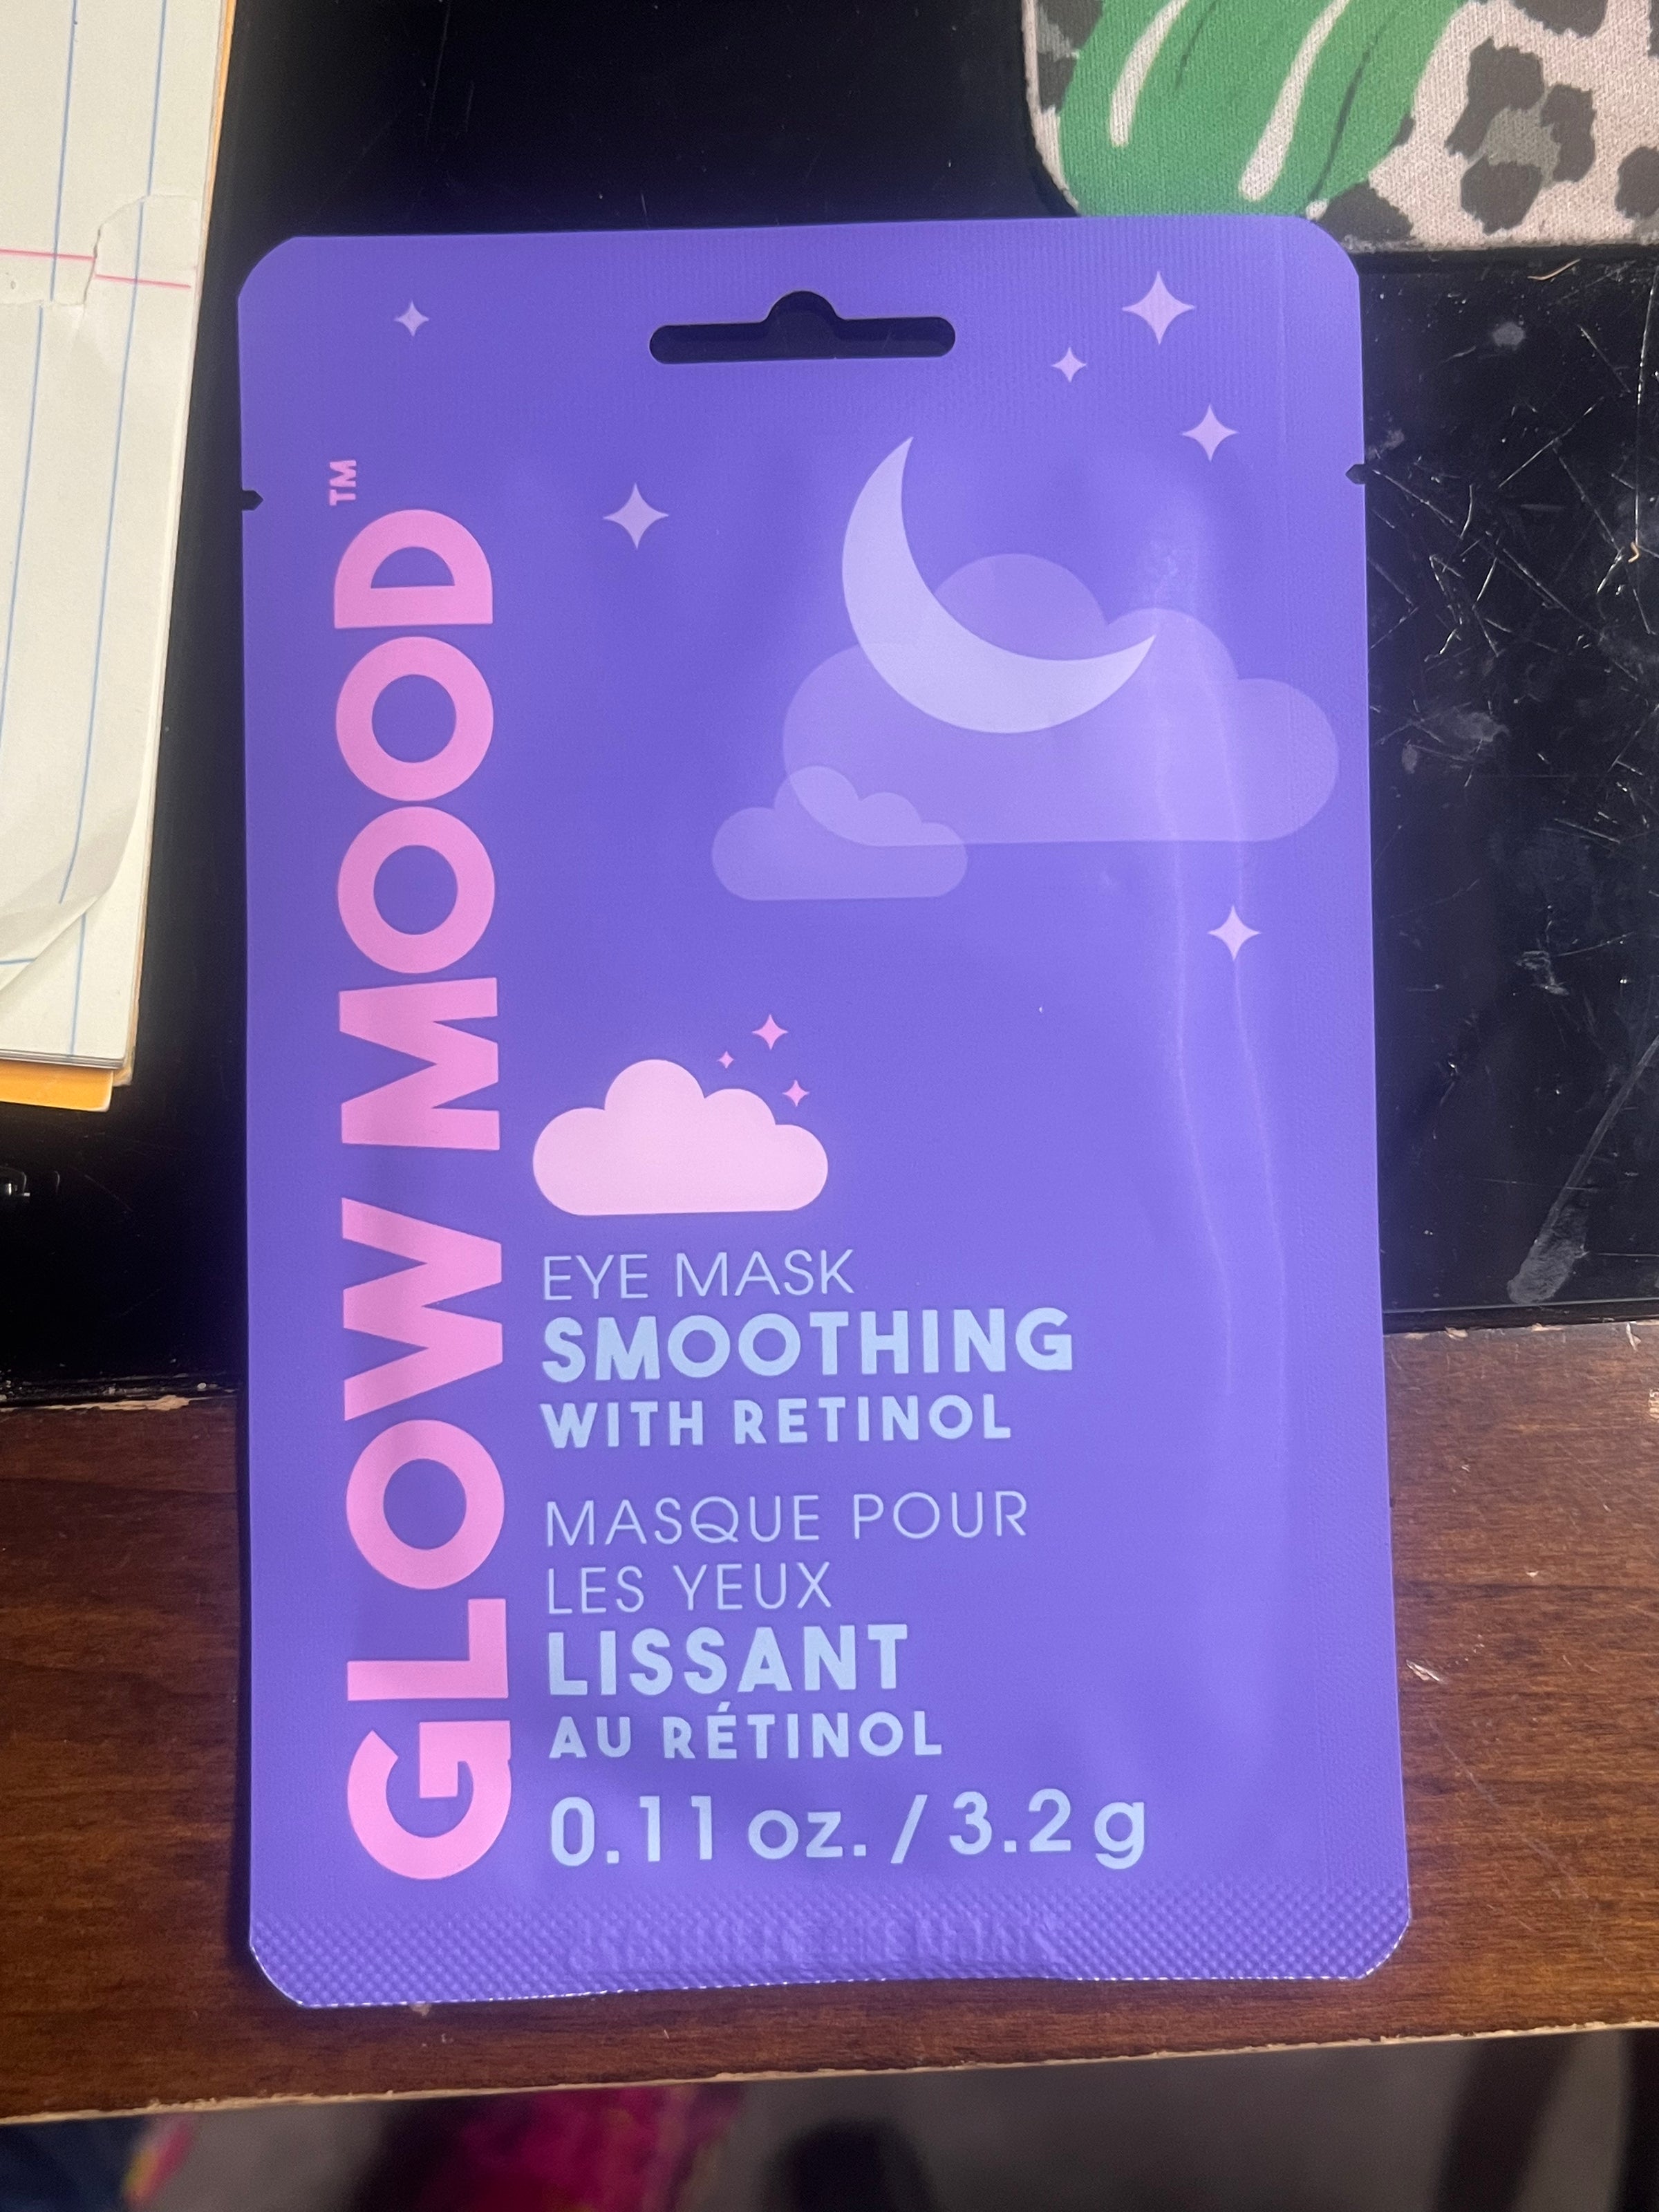 GLOW MOOD™
EYE MASK
SMOOTHING
WITH RETINOL
MASQUE POUR
LES YEUX
LISSANT
AU RÉTINOL
0.11 oz. / 3.2 g